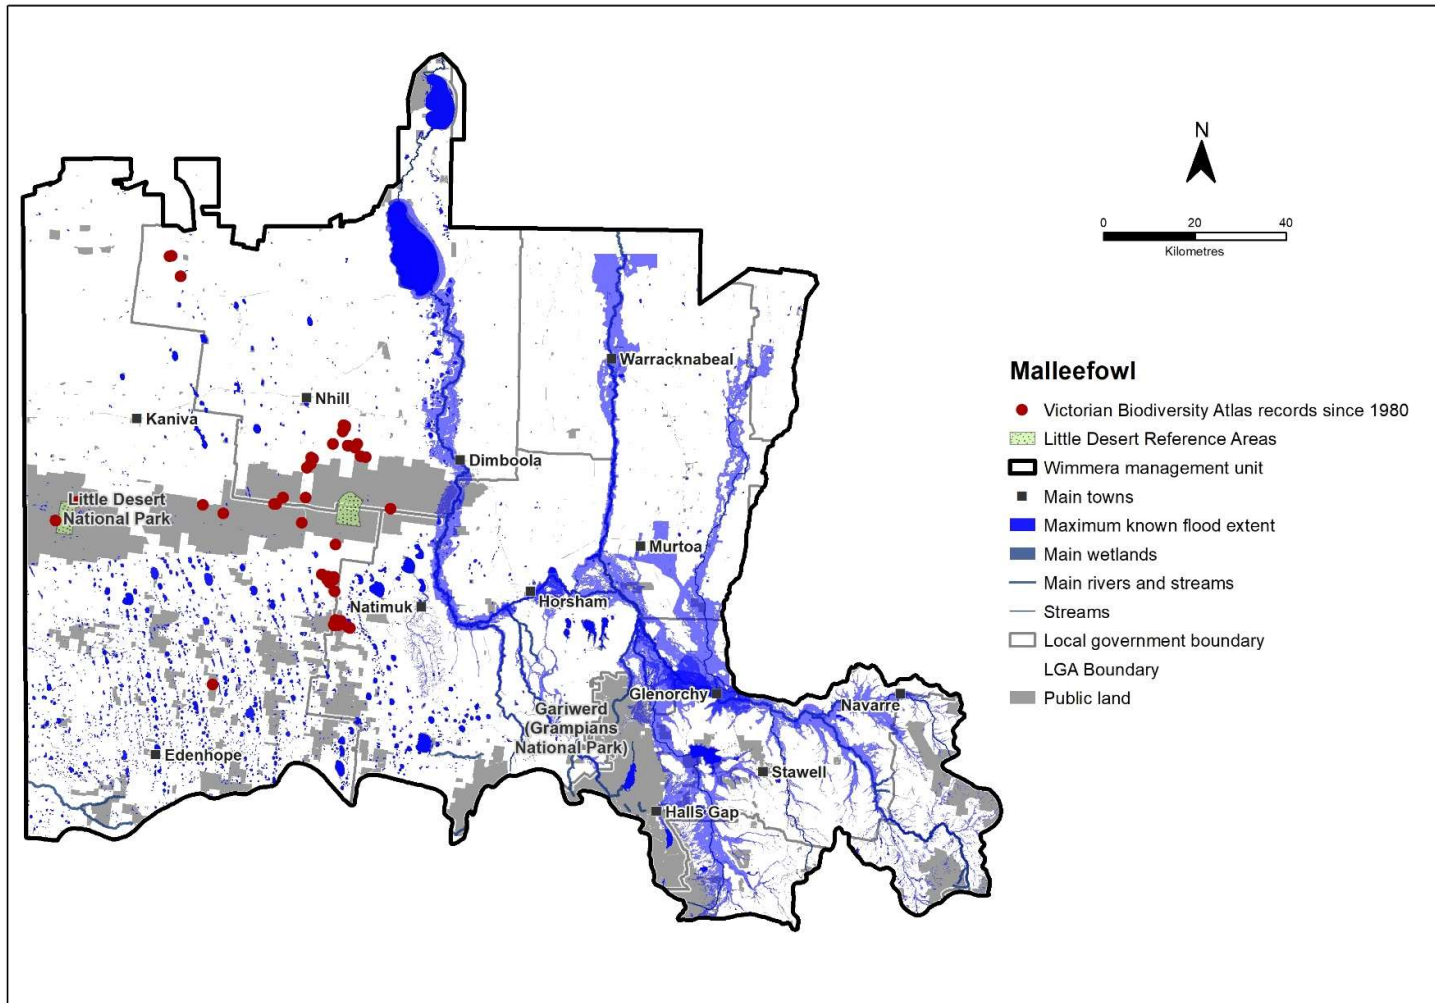 N
0 20 40
Kilometres
Warracknabeal
Nhill
Kaniva
Dimboola
Little Desert
National Park
Murtoa
Horsham
Natimuk
Glenorchy
Navarre
Gariwerd
(Grampians
National Park)
Edenhope
Stawell
Halls Gap
Malleefowl
Victorian Biodiversity Atlas records since 1980
Little Desert Reference Areas
Wimmera management unit
Main towns
Maximum known flood extent
Main wetlands
Main rivers and streams
Streams
Local government boundary
LGA Boundary
Public land